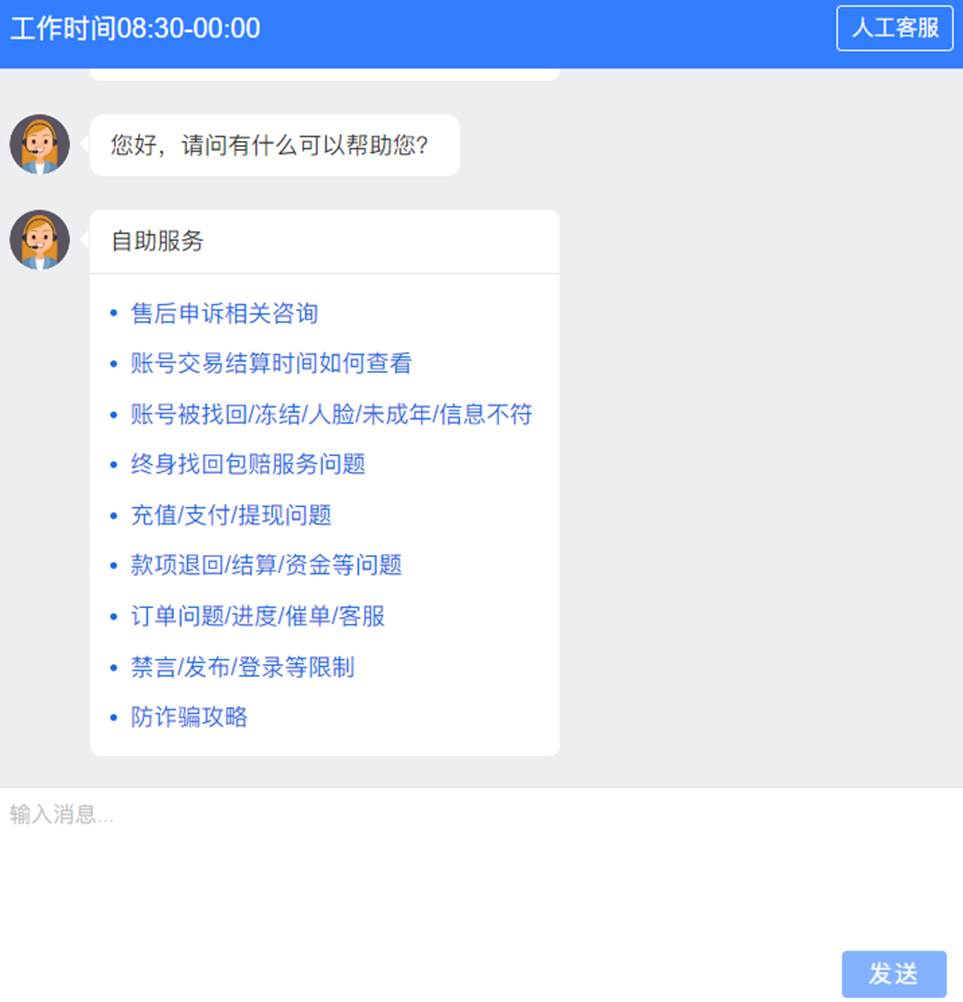 工作时间08:30-00:00
人工客服
您好，请问有什么可以帮助您?
自助服务
• 售后申诉相关咨询
• 账号交易结算时间如何查看
• 账号被找回/冻结/人脸/未成年/信息不符
• 终身找回包赔服务问题
• 充值/支付/提现问题
• 款项退回/结算/资金等问题
• 订单问题/进度/催单/客服
• 禁言/发布/登录等限制
• 防诈骗攻略
输入消息...
发送